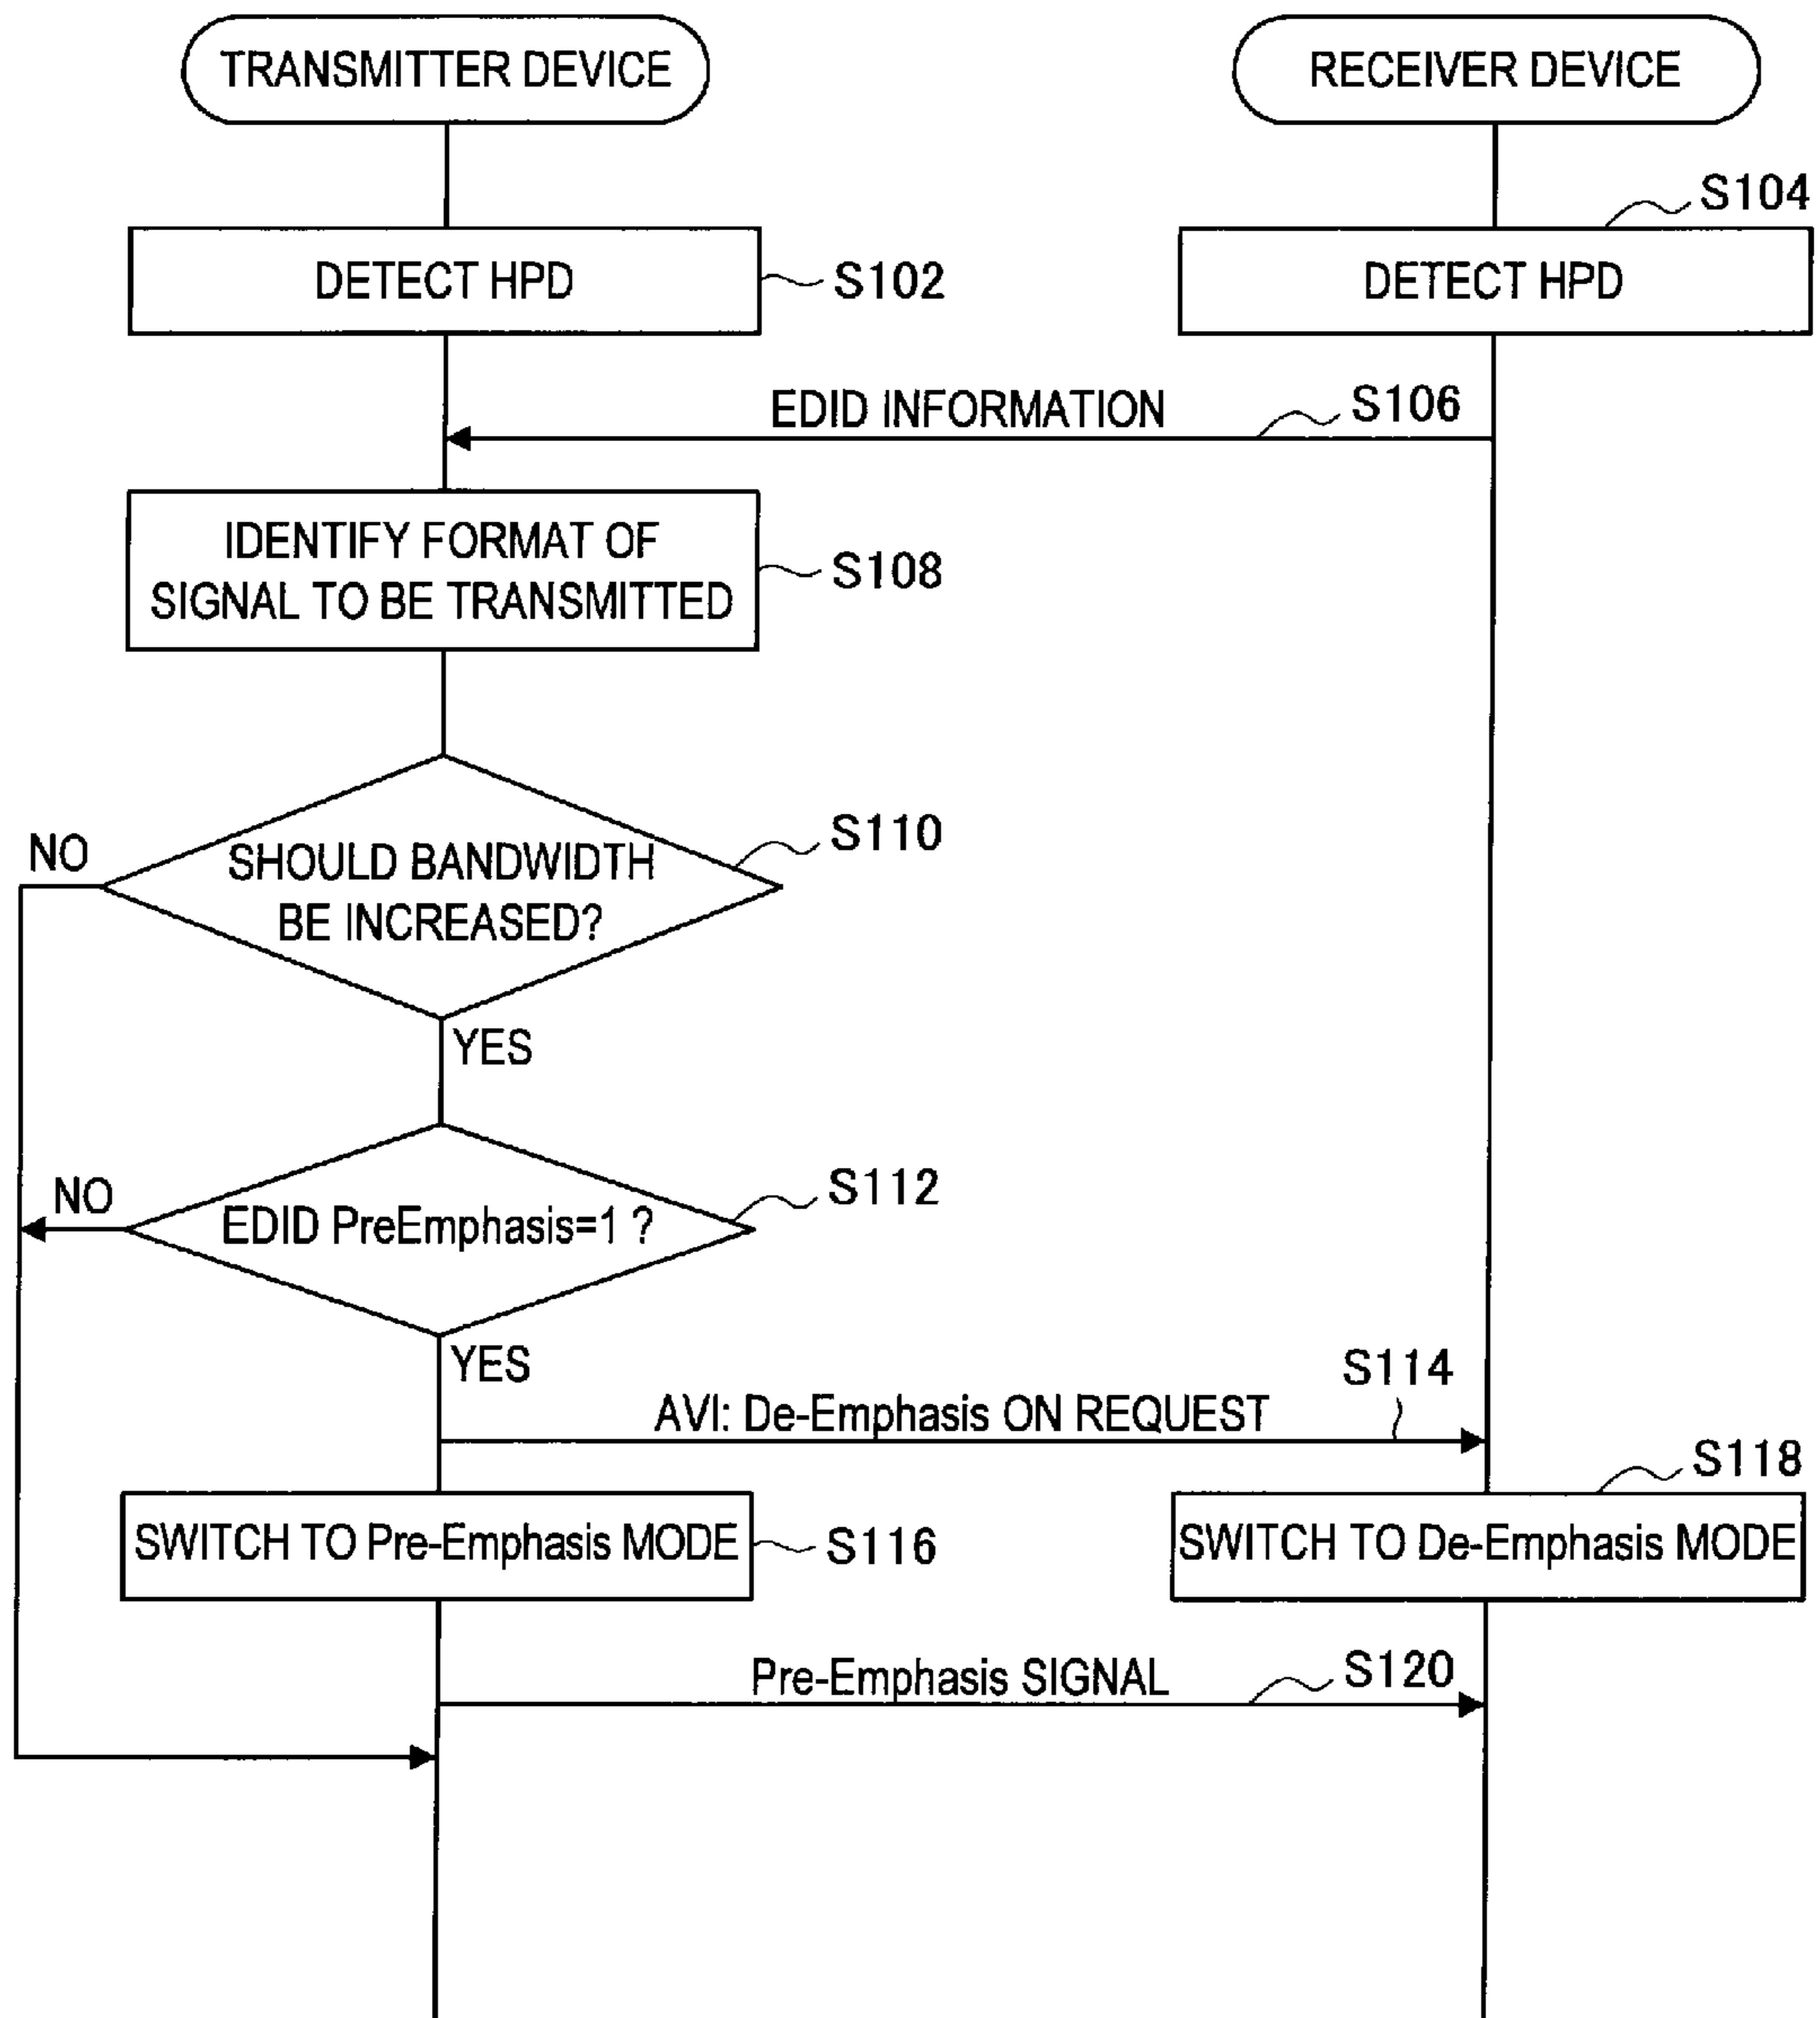 TRANSMITTER DEVICE
RECEIVER DEVICE
S104
DETECT HPD
S102
DETECT HPD
EDID INFORMATION
S106
IDENTIFY FORMAT OF
SIGNAL TO BE TRANSMITTED
S108
NO
SHOULD BANDWIDTH
BE INCREASED?
S110
YES
NO
EDID PreEmphasis=1 ?
S112
YES
AVI: De-Emphasis ON REQUEST
S114
S118
SWITCH TO Pre-Emphasis MODE
S116
SWITCH TO De-Emphasis MODE
Pre-Emphasis SIGNAL
S120